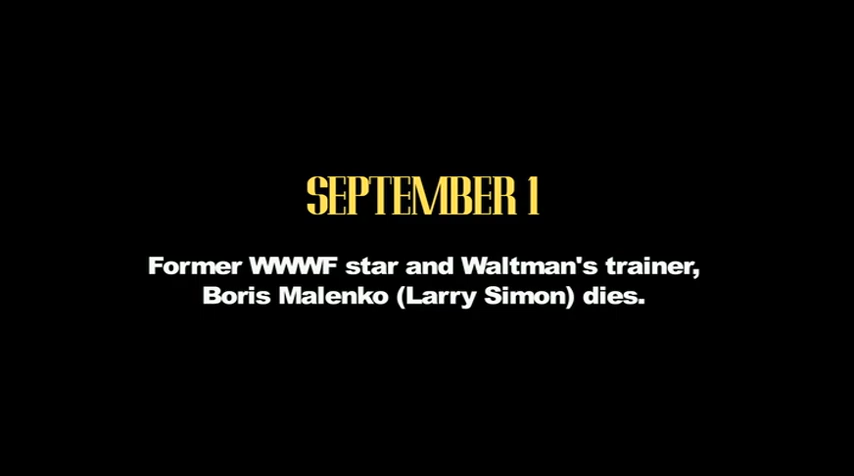 SEPTEMBER 1
Former WWWF star and Waltman's trainer,
Boris Malenko (Larry Simon) dies.